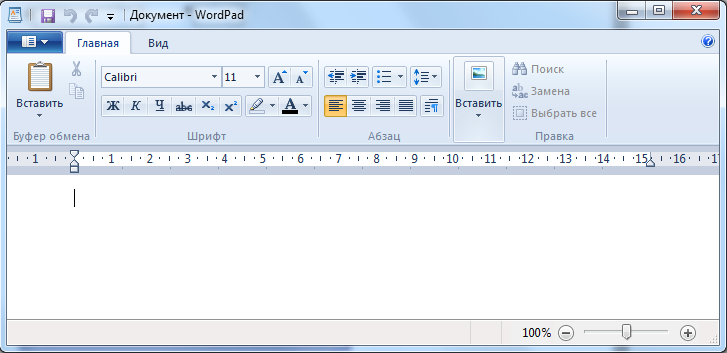 Документ - WordPad
Главная Вид
Вставить
Буфер обмена
Calibri 11
Ж К Ч abc X₂ X² A
Шрифт
Абзац
Вставить
Поиск
Замена
Выбрать все
Правка
1 1 2 3 4 5 6 7 8 9 10 11 12 13 14 15 16 17
100%